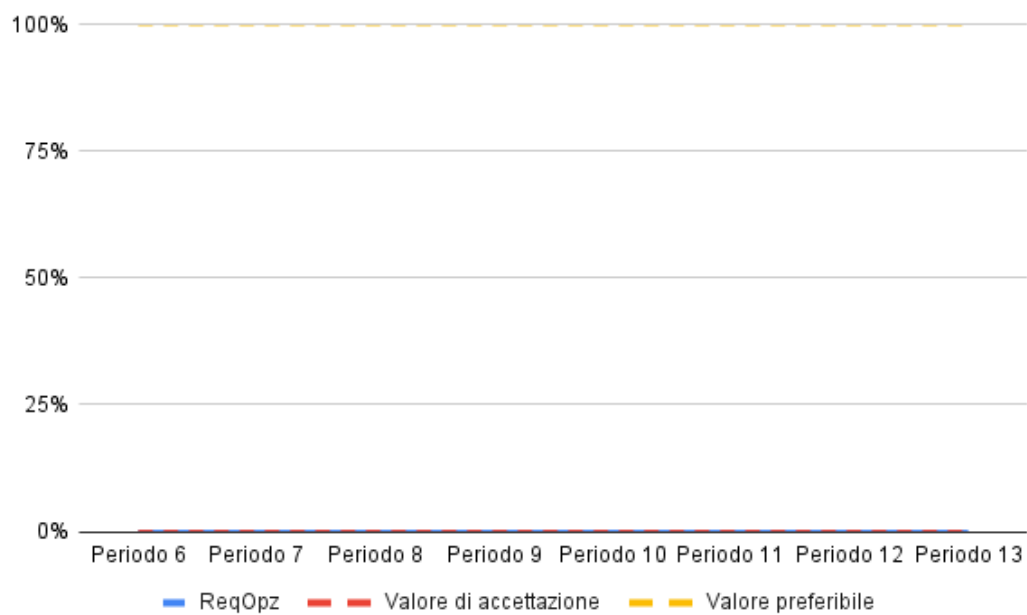 100%
75%
50%
25%
0%
Periodo 6 Periodo 7 Periodo 8 Periodo 9 Periodo 10 Periodo 11 Periodo 12 Periodo 13
ReqOpz Valore di accettazione Valore preferibile